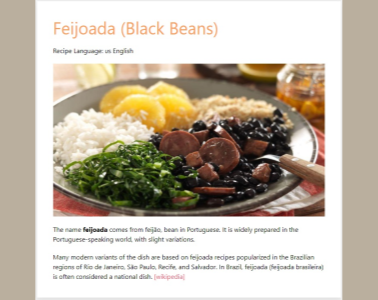 Feijoada (Black Beans)
Recipe Language: us English
The name feijoada comes from feijão, bean in Portuguese. It is widely prepared in the
Portuguese-speaking world, with slight variations.
Many modern variants of the dish are based on feijoada recipes popularized in the Brazilian
regions of Rio de Janeiro, São Paulo, Recife, and Salvador. In Brazil, feijoada (feijoada brasileira)
is often considered a national dish. [wikipedia]